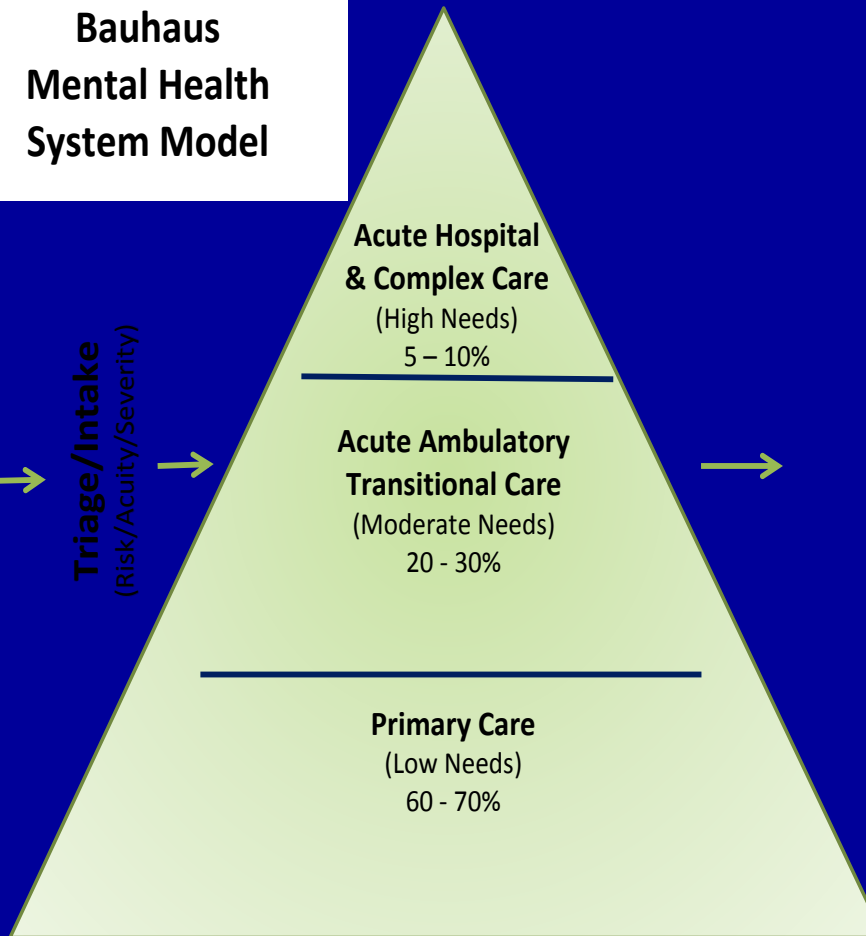 Bauhaus
Mental Health
System Model
Acute Hospital
& Complex Care
(High Needs)
5 – 10%
Triage/Intake
(Risk/Acuity/Severity)
Acute Ambulatory
Transitional Care
(Moderate Needs)
20 - 30%
Primary Care
(Low Needs)
60 - 70%